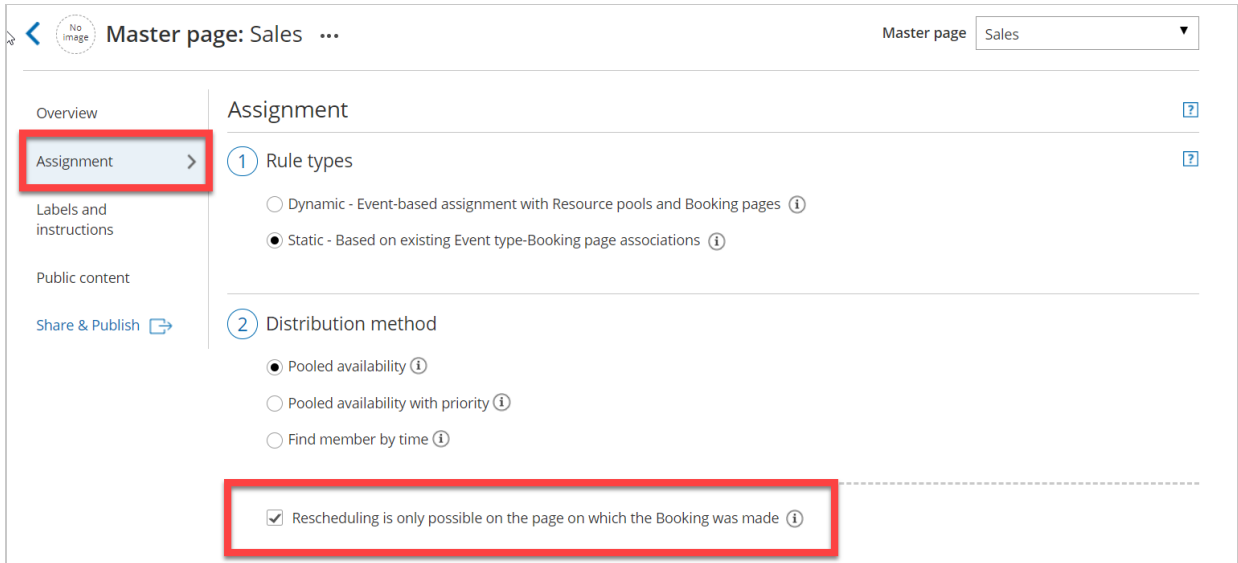 No image
Master page: Sales ...
Master page
Sales
Overview
Assignment
Labels and
instructions
Public content
Share & Publish
Assignment
?
1 Rule types
?
Dynamic - Event-based assignment with Resource pools and Booking pages i
Static - Based on existing Event type-Booking page associations i
2 Distribution method
Pooled availability i
Pooled availability with priority i
Find member by time i
Rescheduling is only possible on the page on which the Booking was made i